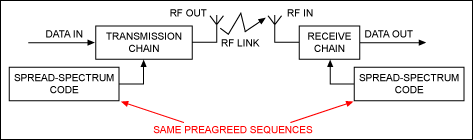 RF OUT
RF IN
DATA IN
TRANSMISSION
CHAIN
RF LINK
RECEIVE
CHAIN
DATA OUT
SPREAD-SPECTRUM
CODE
SPREAD-SPECTRUM
CODE
SAME PREAGREED SEQUENCES